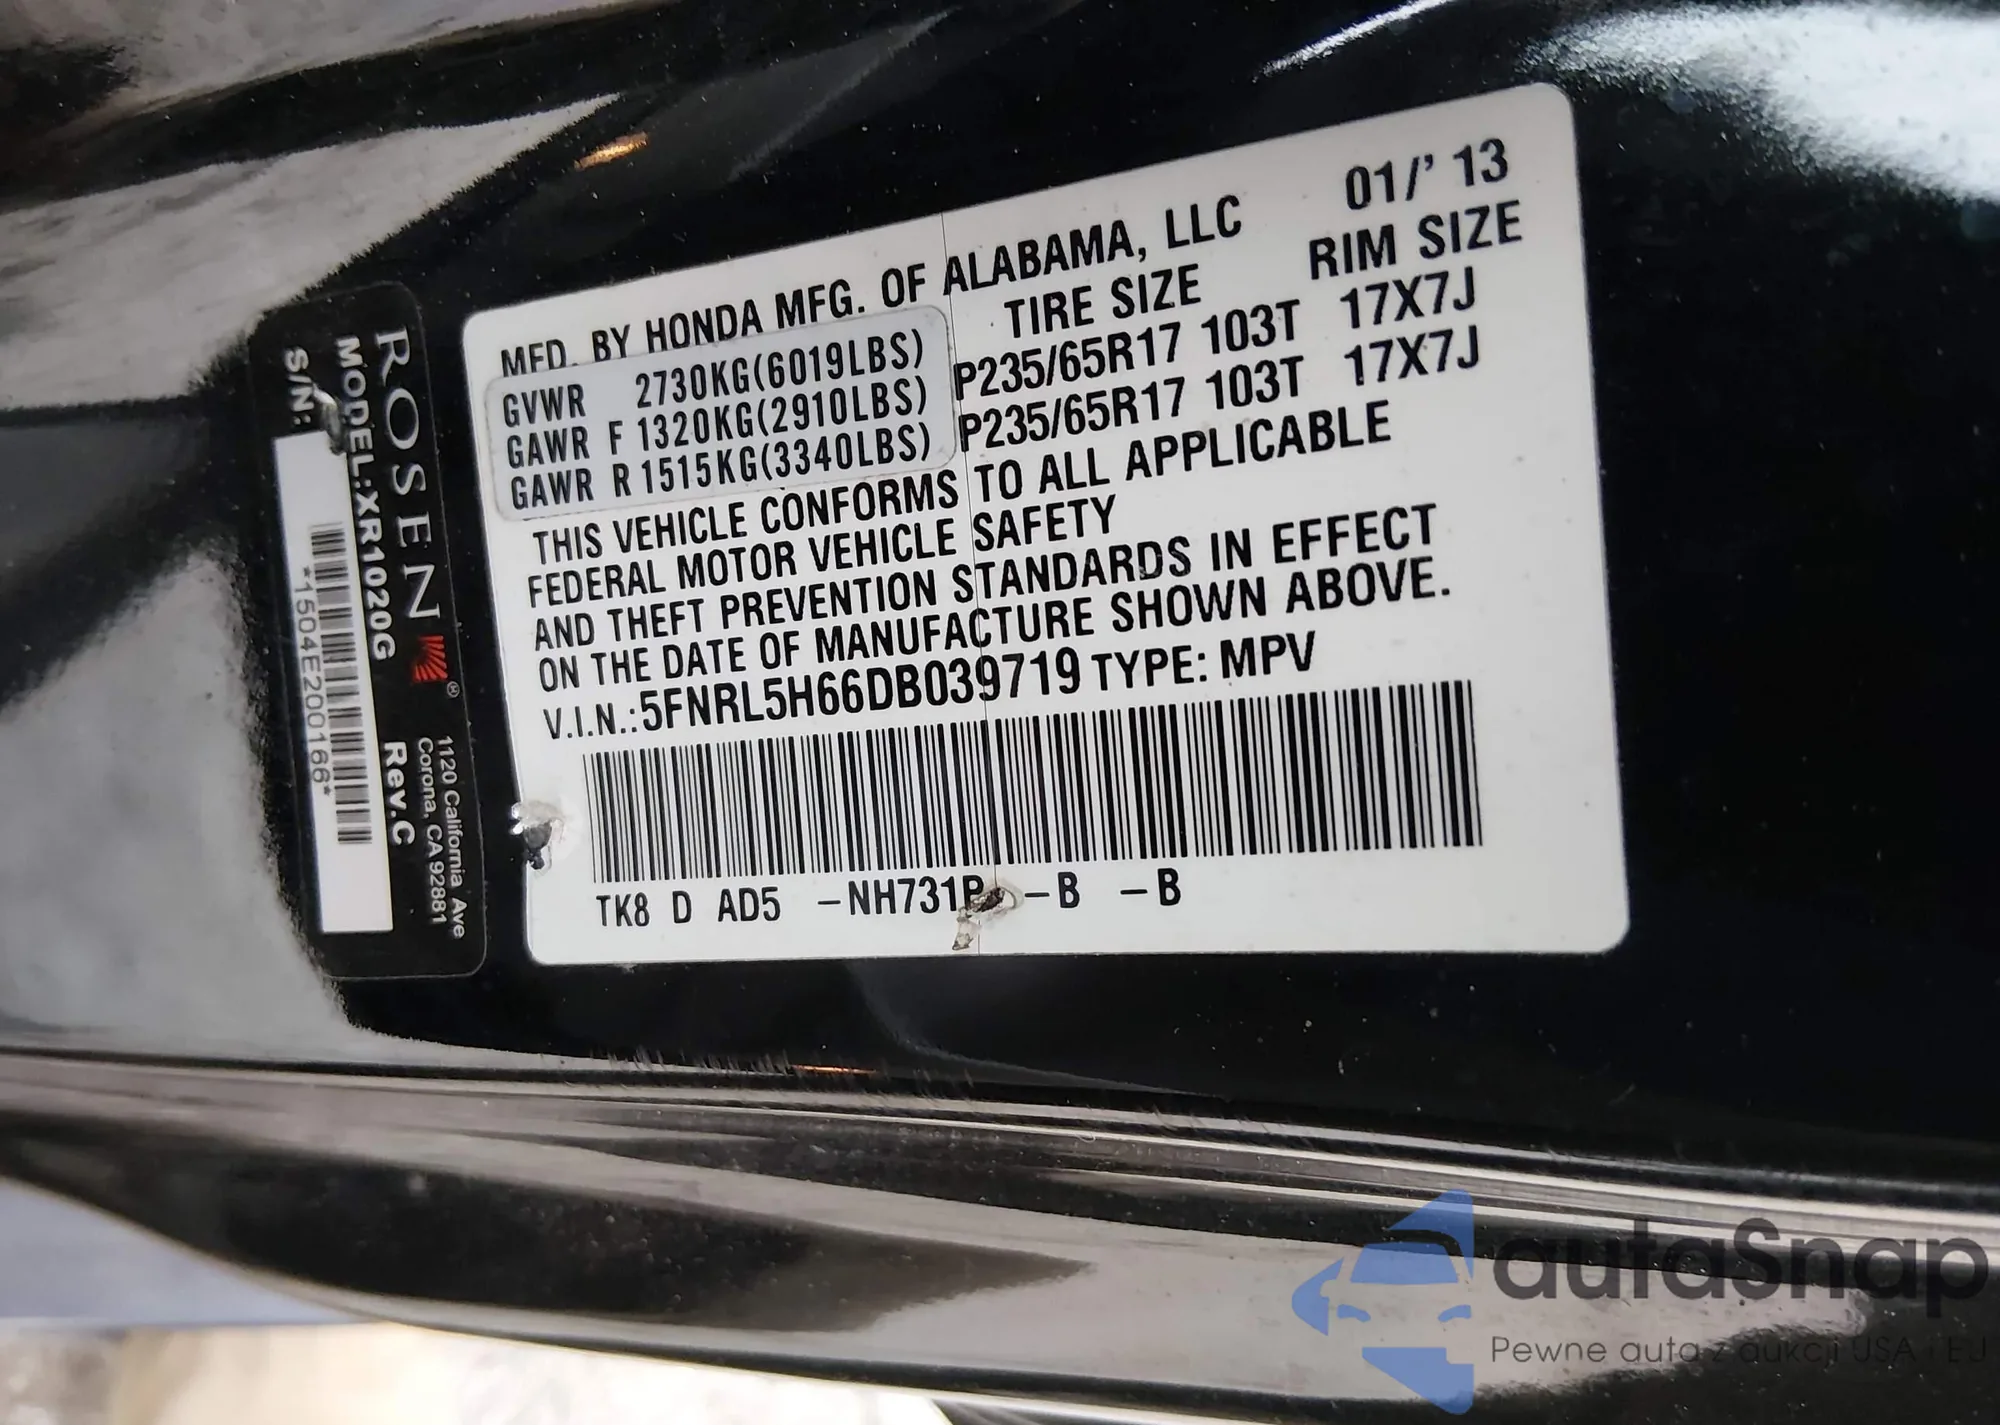 MFD. BY HONDA MFG. OF ALABAMA, LLC 01/'13
TIRE SIZE RIM SIZE
GVWR 2730KG(6019LBS)
GAWR F 1320KG(2910LBS) P235/65R17 103T 17X7J
GAWR R 1515KG(3340LBS) P235/65R17 103T 17X7J
THIS VEHICLE CONFORMS TO ALL APPLICABLE
FEDERAL MOTOR VEHICLE SAFETY
AND THEFT PREVENTION STANDARDS IN EFFECT
ON THE DATE OF MANUFACTURE SHOWN ABOVE.
V.I.N.:5FNRL5H66DB039719 TYPE: MPV
TK8 D AD5 -NH731P -B -B
ROSEN ®
1120 California Ave
Corona, CA 92881
MODEL:XR1020G Rev.C
S/N:
*1504E200166*
autaSnap
Pewne auta z aukcji USA i EU